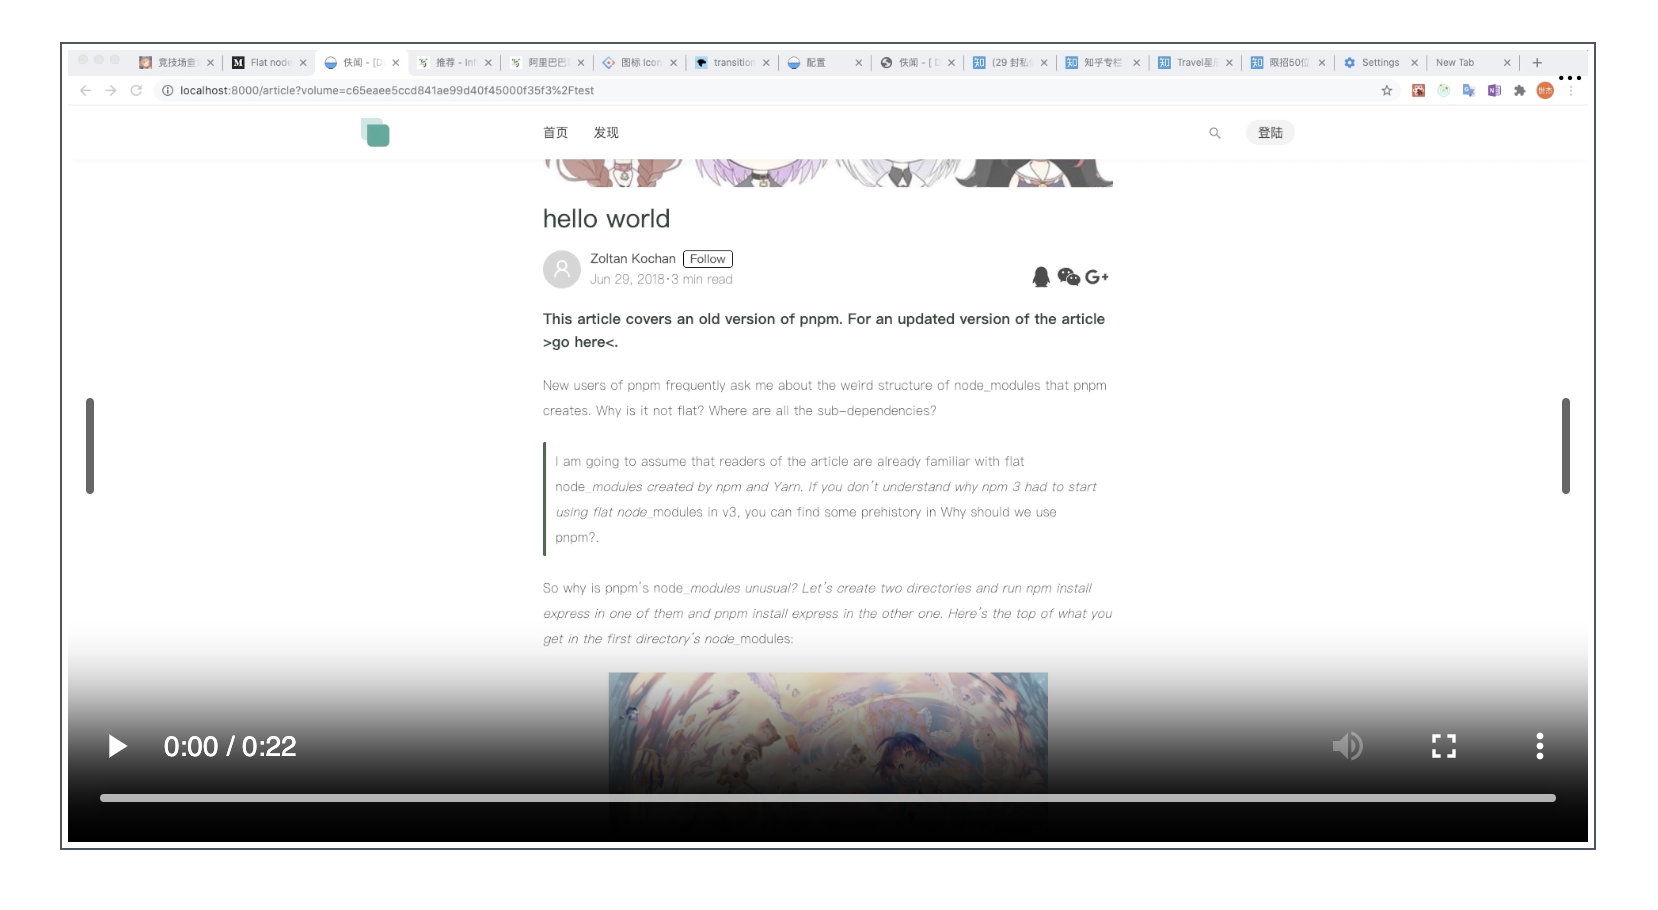 竞技场查
Flat node
快闻 - [D
推荐 - Inf
阿里巴巴
图标 Icon
transition
配置
快闻 - [ D
(29 封私
知乎专栏
Travel星辰
限招50位
Settings
New Tab
localhost:8000/article?volume=c65eaee5ccd841ae99d40f45000f35f3%2Ftest
首页 发现 登陆
hello world
Zoltan Kochan Follow
Jun 29, 2018·3 min read
This article covers an old version of pnpm. For an updated version of the article
>go here<.
New users of pnpm frequently ask me about the weird structure of node_modules that pnpm
creates. Why is it not flat? Where are all the sub-dependencies?
I am going to assume that readers of the article are already familiar with flat
node_modules created by npm and Yarn. If you don't understand why npm 3 had to start
using flat node_modules in v3, you can find some prehistory in Why should we use
pnpm?.
So why is pnpm's node_modules unusual? Let's create two directories and run npm install
express in one of them and pnpm install express in the other one. Here's the top of what you
get in the first directory's node_modules:
0:00 / 0:22